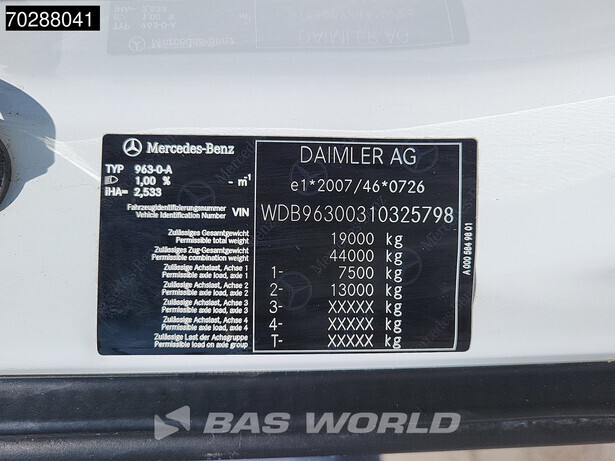 70288041
Mercedes-Benz
DAIMLER AG
TYP 963-0-A
1,00 % - m⁻¹
iHA= 2,533
e1*2007/46*0726
Fahrzeugidentifizierungsnummer
Vehicle Identification Number VIN WDB96300310325798
Zulässiges Gesamtgewicht
Permissible total weight 19000 kg
Zulässiges Zug-Gesamtgewicht
Permissible combination weight 44000 kg
Zulässige Achslast, Achse 1
Permissible axle load, axle 1 1- 7500 kg
Zulässige Achslast, Achse 2
Permissible axle load, axle 2 2- 13000 kg
Zulässige Achslast, Achse 3
Permissible axle load, axle 3 3- XXXXX kg
Zulässige Achslast, Achse 4
Permissible axle load, axle 4 4- XXXXX kg
Zulässige Last der Achsgruppe
Permissible load on axle group T- XXXXX kg
A 000 584 98 01
BAS WORLD